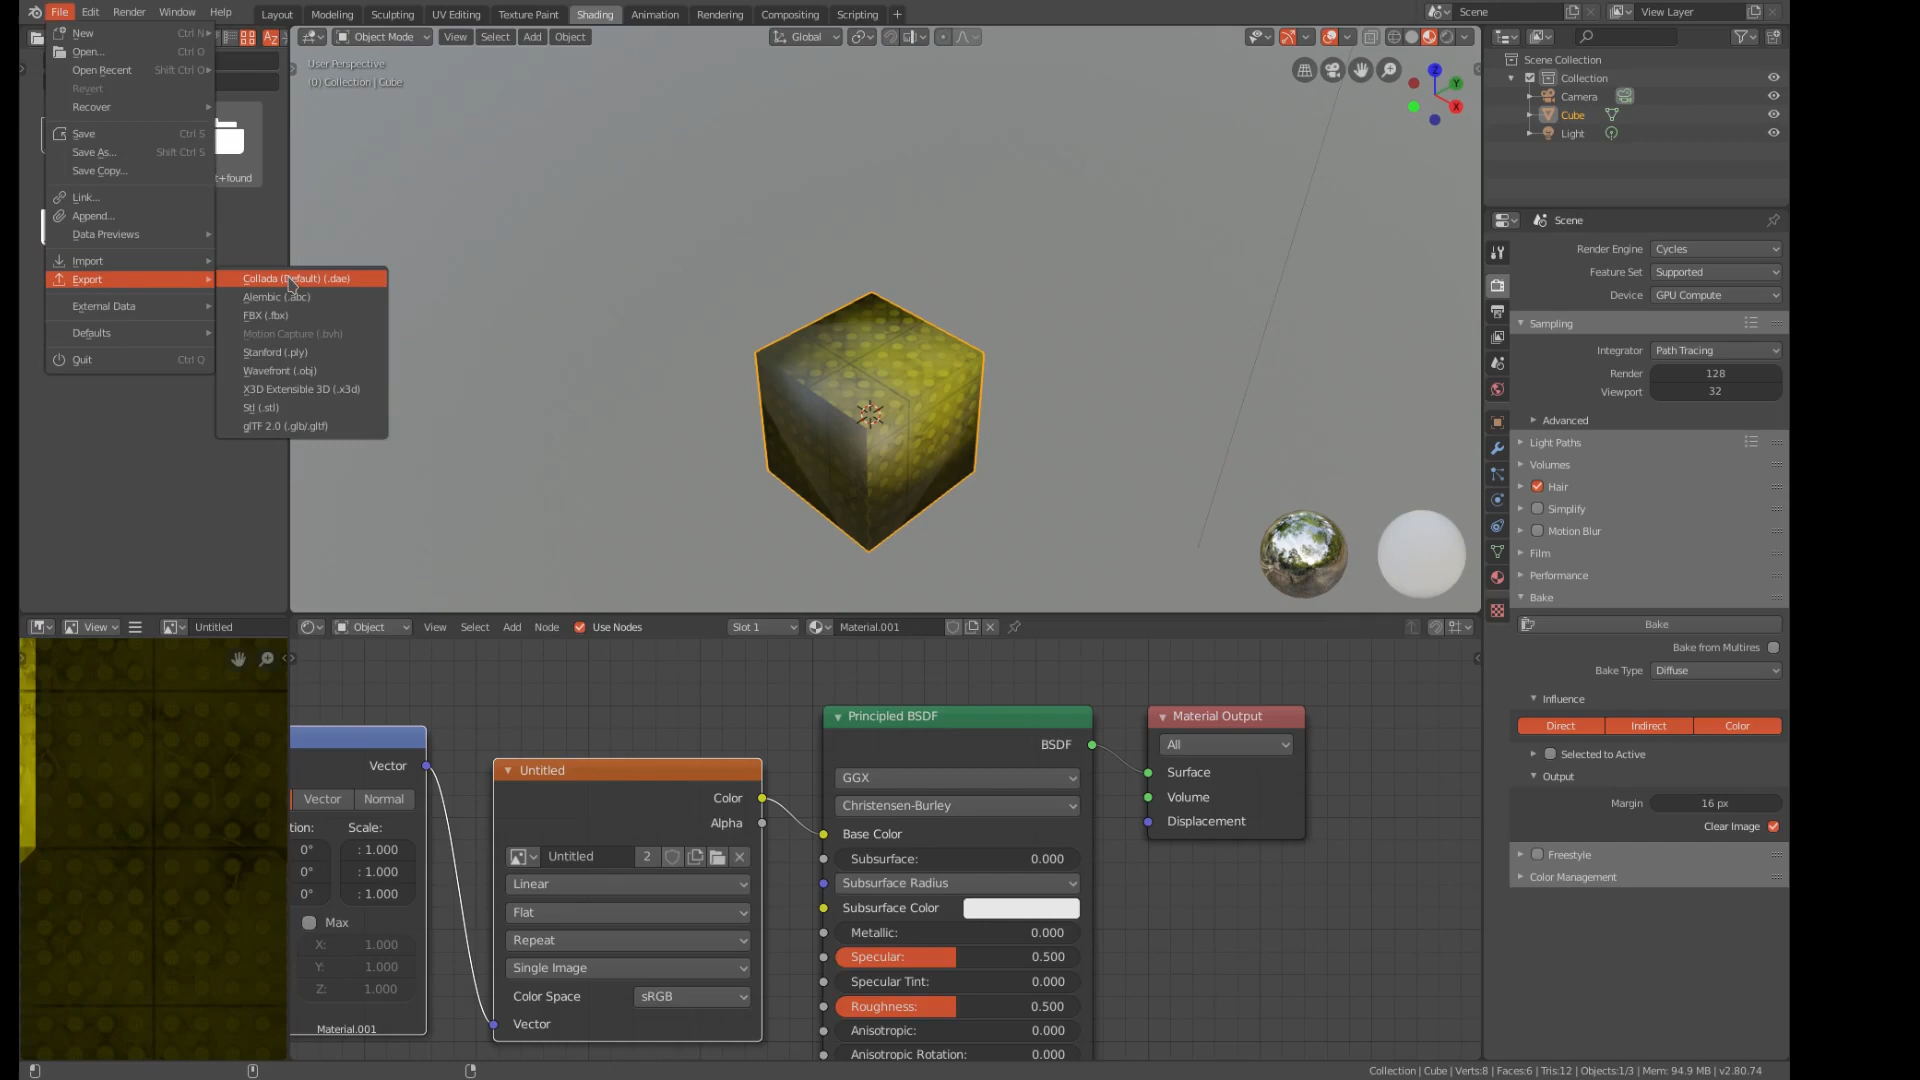 File Edit Render Window Help
Layout Modeling Sculpting UV Editing Texture Paint Shading Animation Rendering Compositing Scripting +
Scene
View Layer
New Ctrl N
Open... Ctrl O
Open Recent Shift Ctrl O
Revert
Recover
Save Ctrl S
Save As... Shift Ctrl S
Save Copy...
Link...
Append...
Data Previews
Import
Export
External Data
Defaults
Quit Ctrl Q
t+found
Collada (Default) (.dae)
Alembic (.abc)
FBX (.fbx)
Motion Capture (.bvh)
Stanford (.ply)
Wavefront (.obj)
X3D Extensible 3D (.x3d)
Stl (.stl)
glTF 2.0 (.glb/.gltf)
Object Mode View Select Add Object
Global
User Perspective
(0) Collection | Cube
Z
Y
X
Scene Collection
Collection
Camera
Cube
Light
Scene
Render Engine Cycles
Feature Set Supported
Device GPU Compute
Sampling
Integrator Path Tracing
Render 128
Viewport 32
Advanced
Light Paths
Volumes
Hair
Simplify
Motion Blur
Film
Performance
Bake
Bake
Bake from Multires
Bake Type Diffuse
Influence
Direct Indirect Color
Selected to Active
Output
Margin 16 px
Clear Image
Freestyle
Color Management
View
Untitled
Object View Select Add Node Use Nodes
Slot 1
Material.001
Vector
Vector Normal
tion: Scale:
0° : 1.000
0° : 1.000
0° : 1.000
Max
X: 1.000
Y: 1.000
Z: 1.000
Material.001
Untitled
Color
Alpha
Untitled 2
Linear
Flat
Repeat
Single Image
Color Space sRGB
Vector
Principled BSDF
BSDF
GGX
Christensen-Burley
Base Color
Subsurface: 0.000
Subsurface Radius
Subsurface Color
Metallic: 0.000
Specular: 0.500
Specular Tint: 0.000
Roughness: 0.500
Anisotropic: 0.000
Anisotropic Rotation: 0.000
Material Output
All
Surface
Volume
Displacement
Collection | Cube | Verts:8 | Faces:6 | Tris:12 | Objects:1/3 | Mem: 94.9 MB | v2.80.74